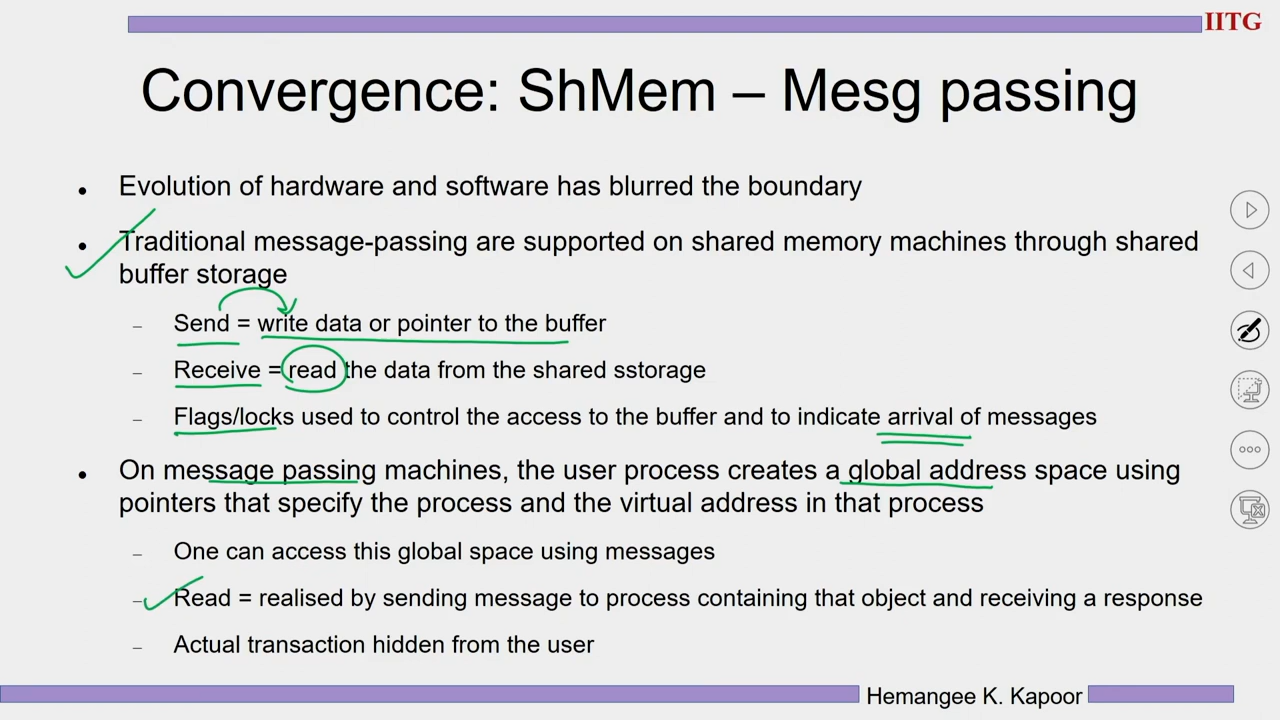 IITG
Convergence: ShMem – Mesg passing
● Evolution of hardware and software has blurred the boundary
● Traditional message-passing are supported on shared memory machines through shared
buffer storage
– Send = write data or pointer to the buffer
– Receive = read the data from the shared sstorage
– Flags/locks used to control the access to the buffer and to indicate arrival of messages
● On message passing machines, the user process creates a global address space using
pointers that specify the process and the virtual address in that process
– One can access this global space using messages
– Read = realised by sending message to process containing that object and receiving a response
– Actual transaction hidden from the user
Hemangee K. Kapoor